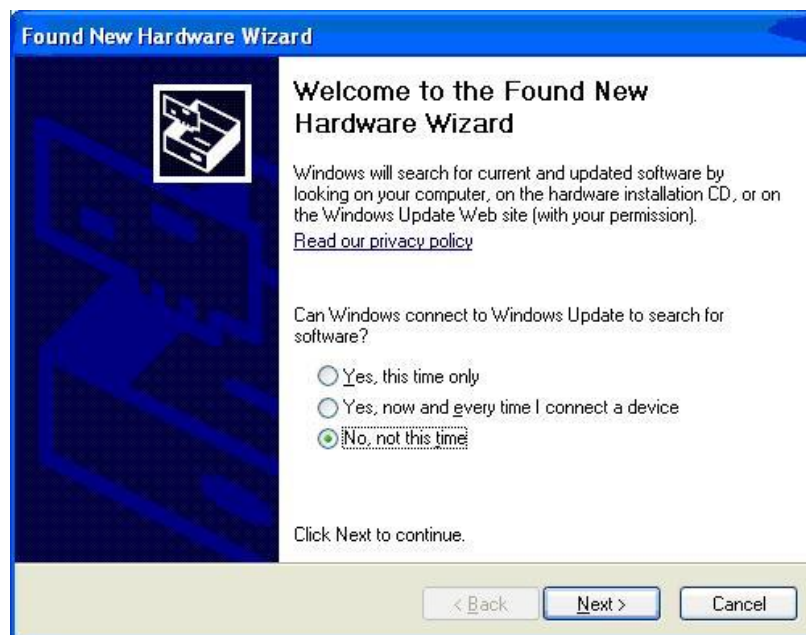 Found New Hardware Wizard
Welcome to the Found New
Hardware Wizard
Windows will search for current and updated software by
looking on your computer, on the hardware installation CD, or on
the Windows Update Web site (with your permission).
Read our privacy policy
Can Windows connect to Windows Update to search for
software?
Yes, this time only
Yes, now and every time I connect a device
No, not this time
Click Next to continue.
< Back
Next >
Cancel